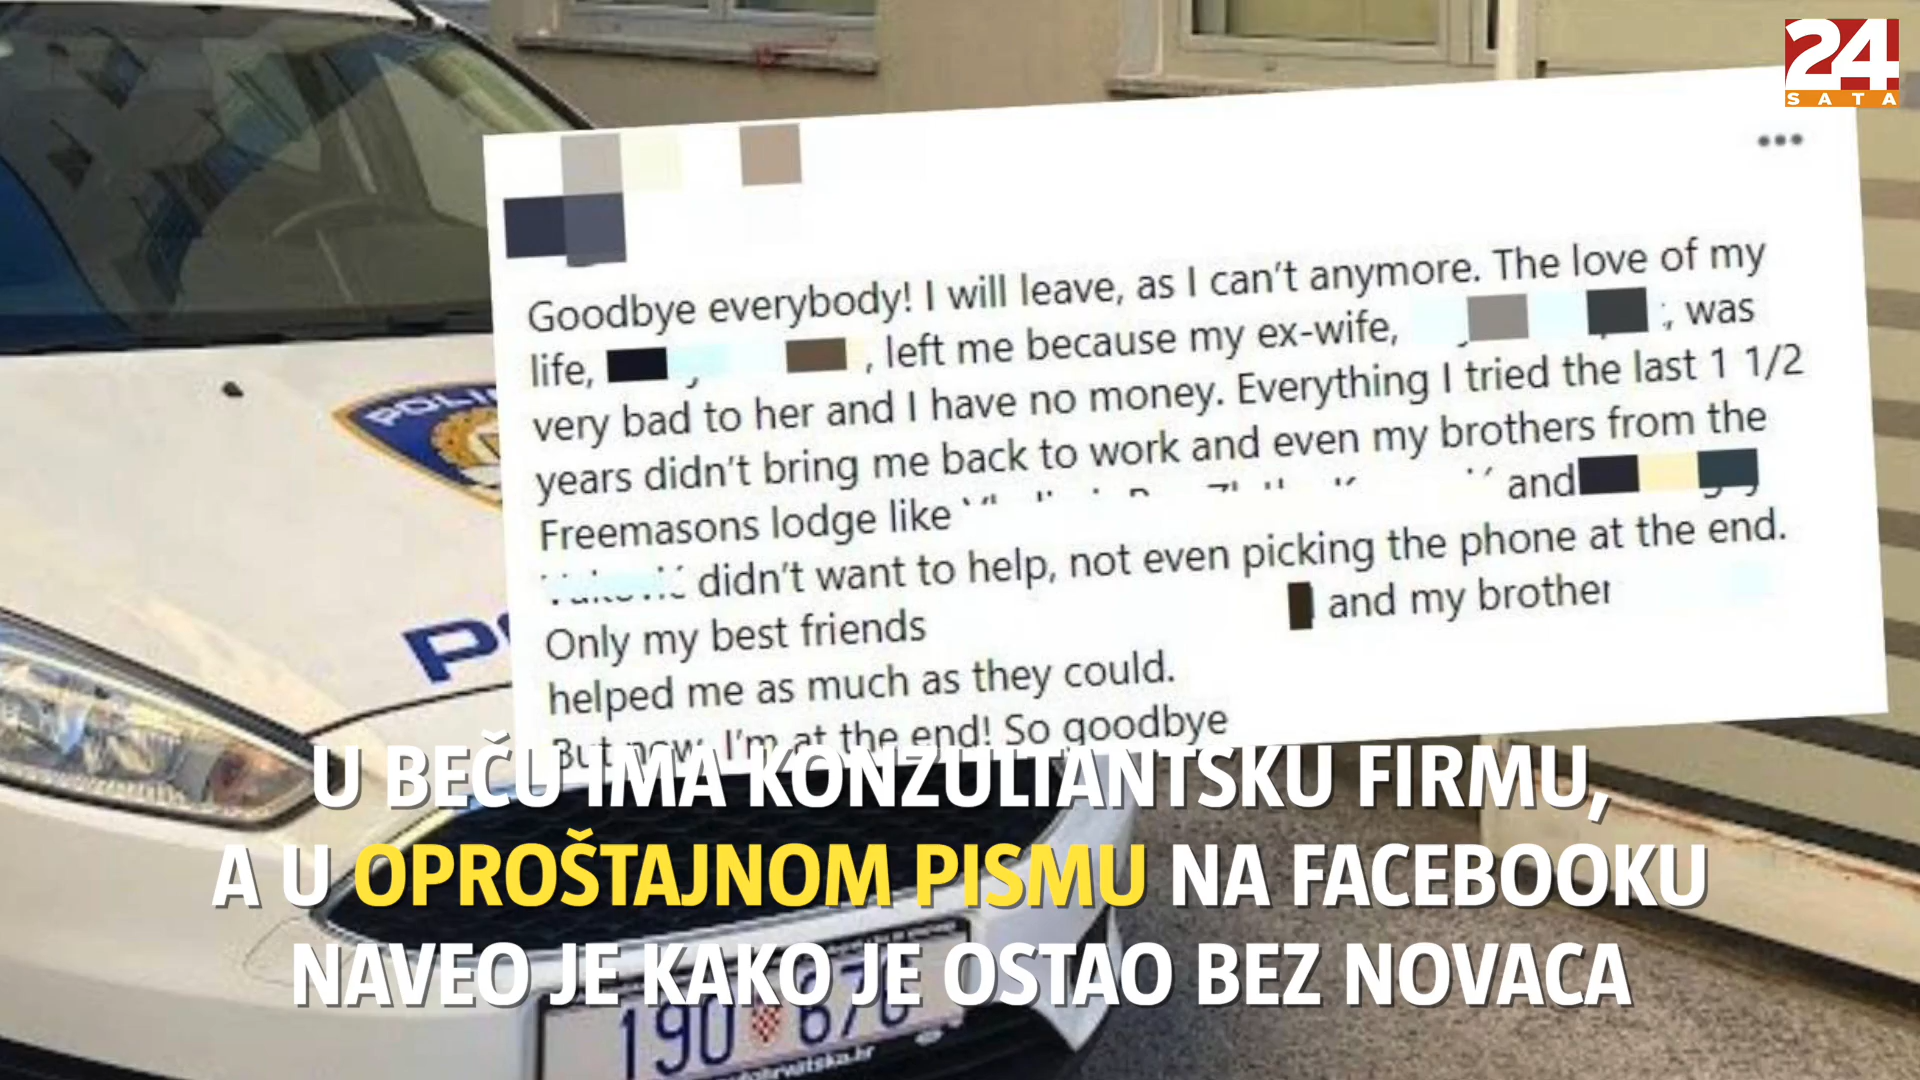 24
SATA
Goodbye everybody! I will leave, as I can't anymore. The love of my
life, , left me because my ex-wife, , was
very bad to her and I have no money. Everything I tried the last 1 1/2
years didn't bring me back to work and even my brothers from the
Freemasons lodge like and
didn't want to help, not even picking the phone at the end.
Only my best friends and my brother
helped me as much as they could.
But now, I'm at the end! So goodbye
U BEČU IMA KONZULTANTSKU FIRMU,
A U OPROŠTAJNOM PISMU NA FACEBOOKU
NAVEO JE KAKO JE OSTAO BEZ NOVACA
190